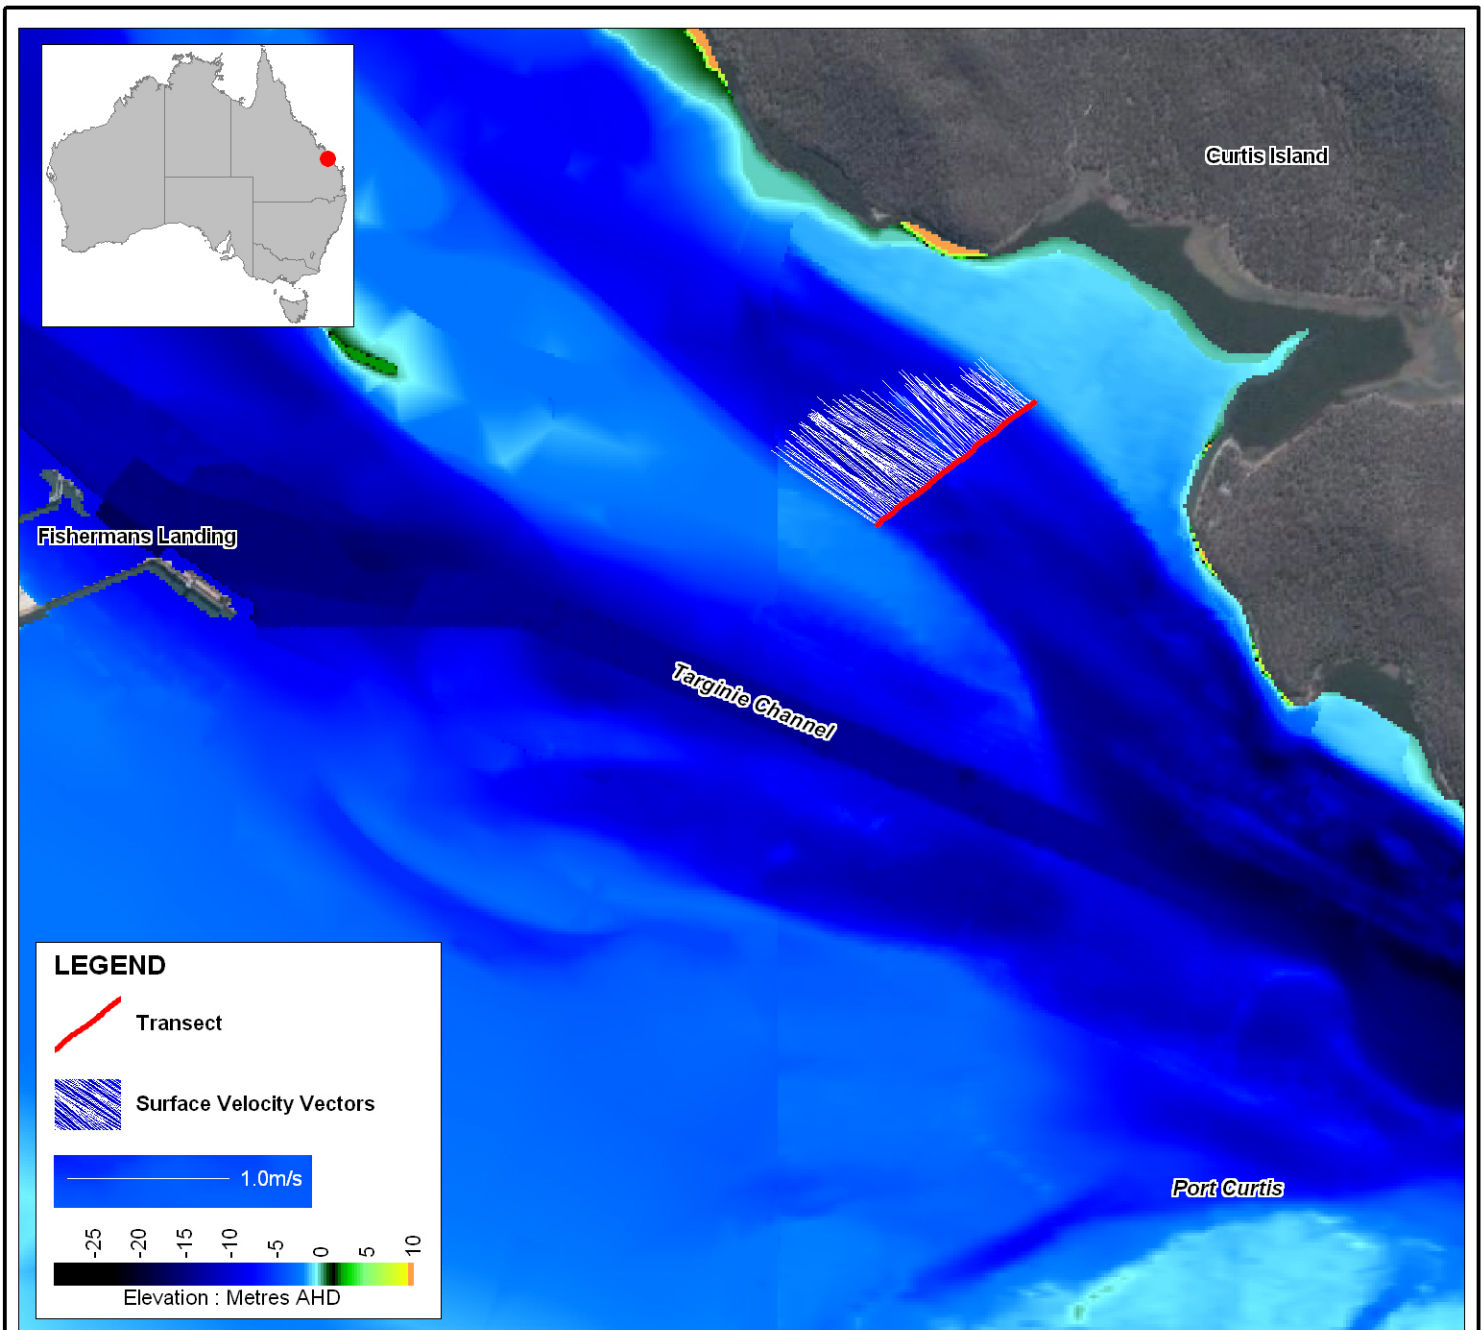 Curtis Island
Fishermans Landing
Targinie Channel
LEGEND
Transect
Surface Velocity Vectors
1.0m/s
Port Curtis
-25 -20 -15 -10 -5 0 5 10
Elevation : Metres AHD